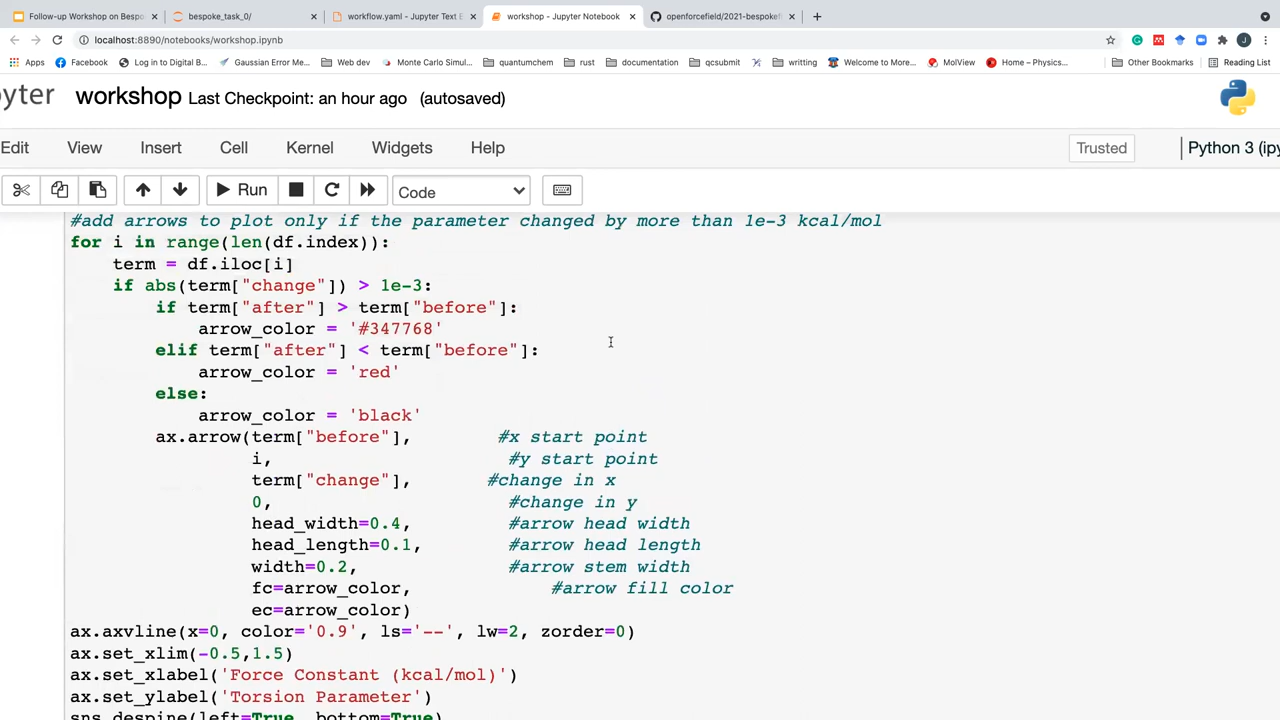 Follow-up Workshop on Bespo
bespoke_task_0/
workflow.yaml - Jupyter Text E
workshop - Jupyter Notebook
openforcefield/2021-bespokef
localhost:8890/notebooks/workshop.ipynb
Apps
Facebook
Log in to Digital B...
Gaussian Error Me...
Web dev
Monte Carlo Simul...
quantumchem
rust
documentation
qcsubmit
writting
Welcome to More...
MolView
Home – Physics...
Other Bookmarks
Reading List
J
yter workshop Last Checkpoint: an hour ago (autosaved)
Edit View Insert Cell Kernel Widgets Help
Trusted
Python 3 (ipy
Run
Code
#add arrows to plot only if the parameter changed by more than 1e-3 kcal/mol
for i in range(len(df.index)):
term = df.iloc[i]
if abs(term["change"]) > 1e-3:
if term["after"] > term["before"]:
arrow_color = '#347768'
elif term["after"] < term["before"]:
arrow_color = 'red'
else:
arrow_color = 'black'
ax.arrow(term["before"], #x start point
i, #y start point
term["change"], #change in x
0, #change in y
head_width=0.4, #arrow head width
head_length=0.1, #arrow head length
width=0.2, #arrow stem width
fc=arrow_color, #arrow fill color
ec=arrow_color)
ax.axvline(x=0, color='0.9', ls='--', lw=2, zorder=0)
ax.set_xlim(-0.5,1.5)
ax.set_xlabel('Force Constant (kcal/mol)')
ax.set_ylabel('Torsion Parameter')
sns.despine(left=True, bottom=True)